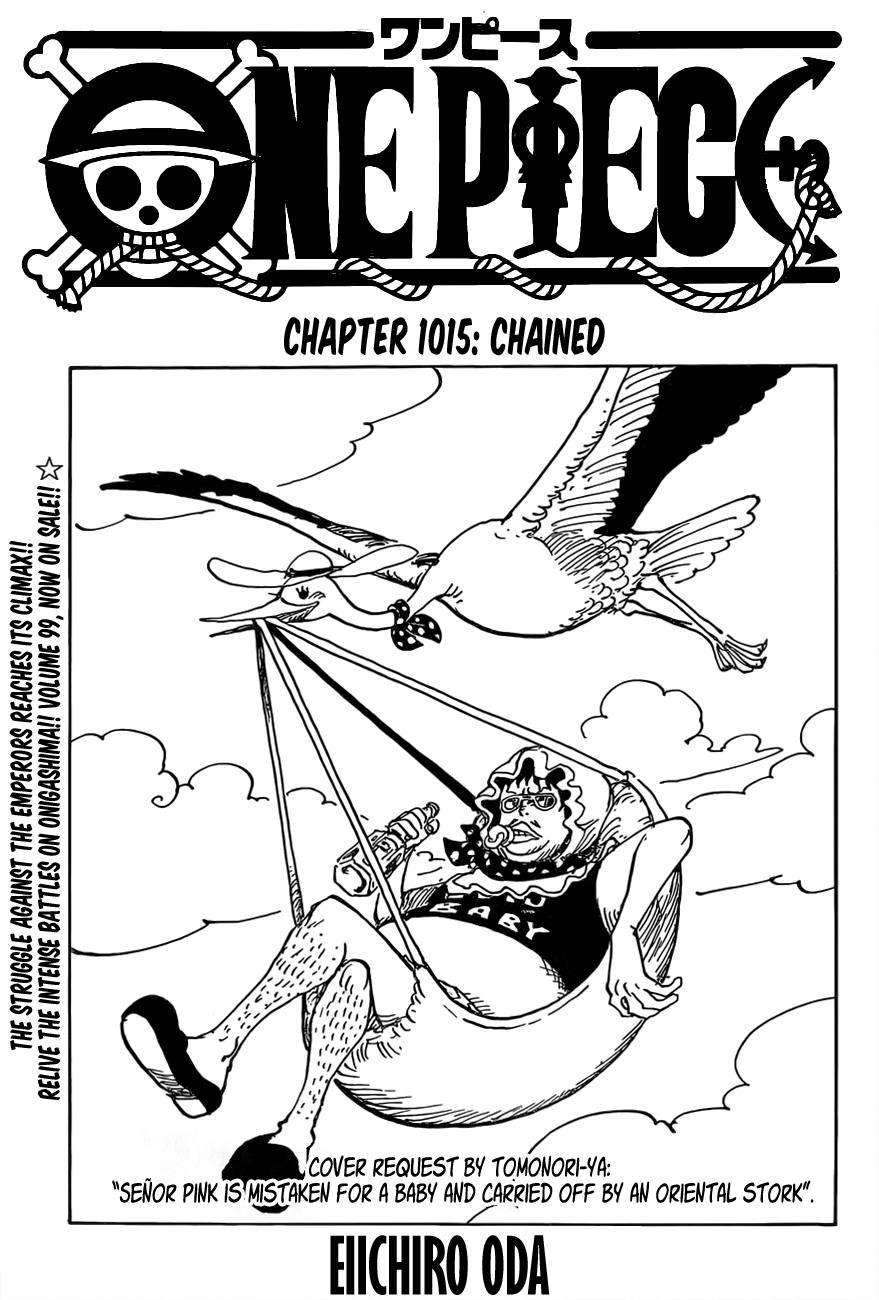 ワンピース
ONE PIECE
CHAPTER 1015: CHAINED
THE STRUGGLE AGAINST THE EMPERORS REACHES ITS CLIMAX!!
RELIVE THE INTENSE BATTLES ON ONIGASHIMA!! VOLUME 99, NOW ON SALE!! ☆
BABY
COVER REQUEST BY TOMONORI-YA:
"SEÑOR PINK IS MISTAKEN FOR A BABY AND CARRIED OFF BY AN ORIENTAL STORK".
EIICHIRO ODA